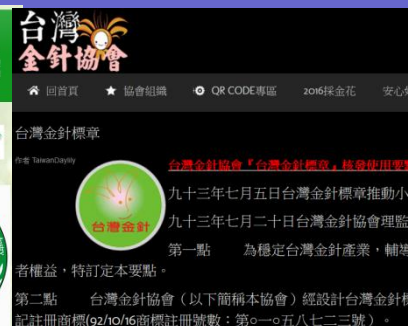 台灣
金針協會
回首頁 協會組織 QR CODE專區 2016採金花 安心
台灣金針標章
作者 TaiwanDaylily
台灣金針協會『台灣金針標章』核發使用要點
九十三年七月五日台灣金針標章推動小
台灣金針
九十三年七月二十日台灣金針協會理監
第一點 為穩定台灣金針產業，輔導
者權益，特訂定本要點。
第二點 台灣金針協會（以下簡稱本協會）經設計台灣金針標
記註冊商標(92/10/16商標註冊號數：第○一○五八七二三號）。